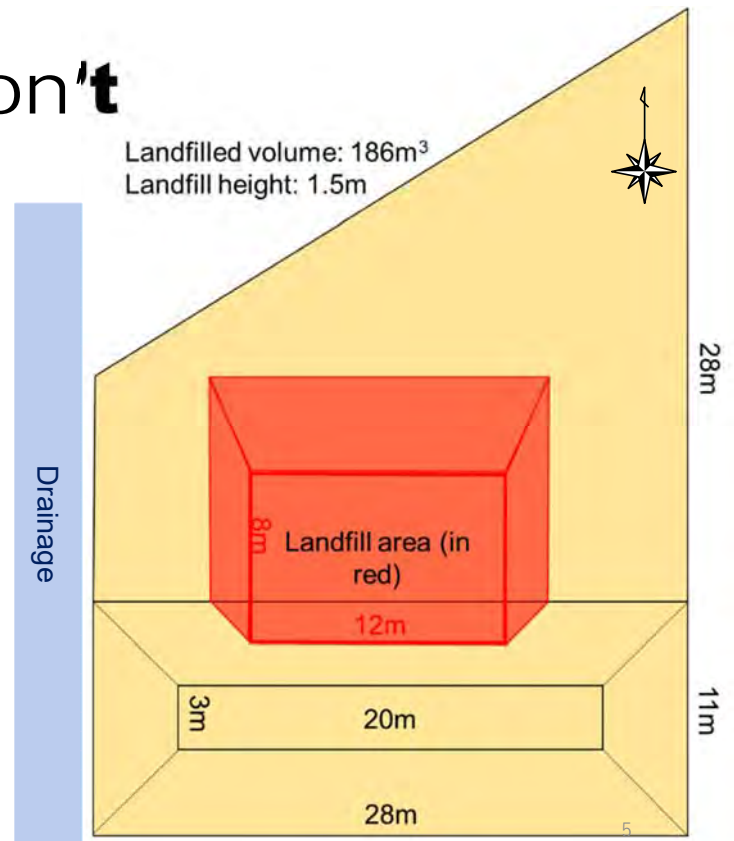 on't
Landfilled volume: 186m³
Landfill height: 1.5m
28m
Drainage
8m
Landfill area (in
red)
12m
3m
20m
11m
28m
5